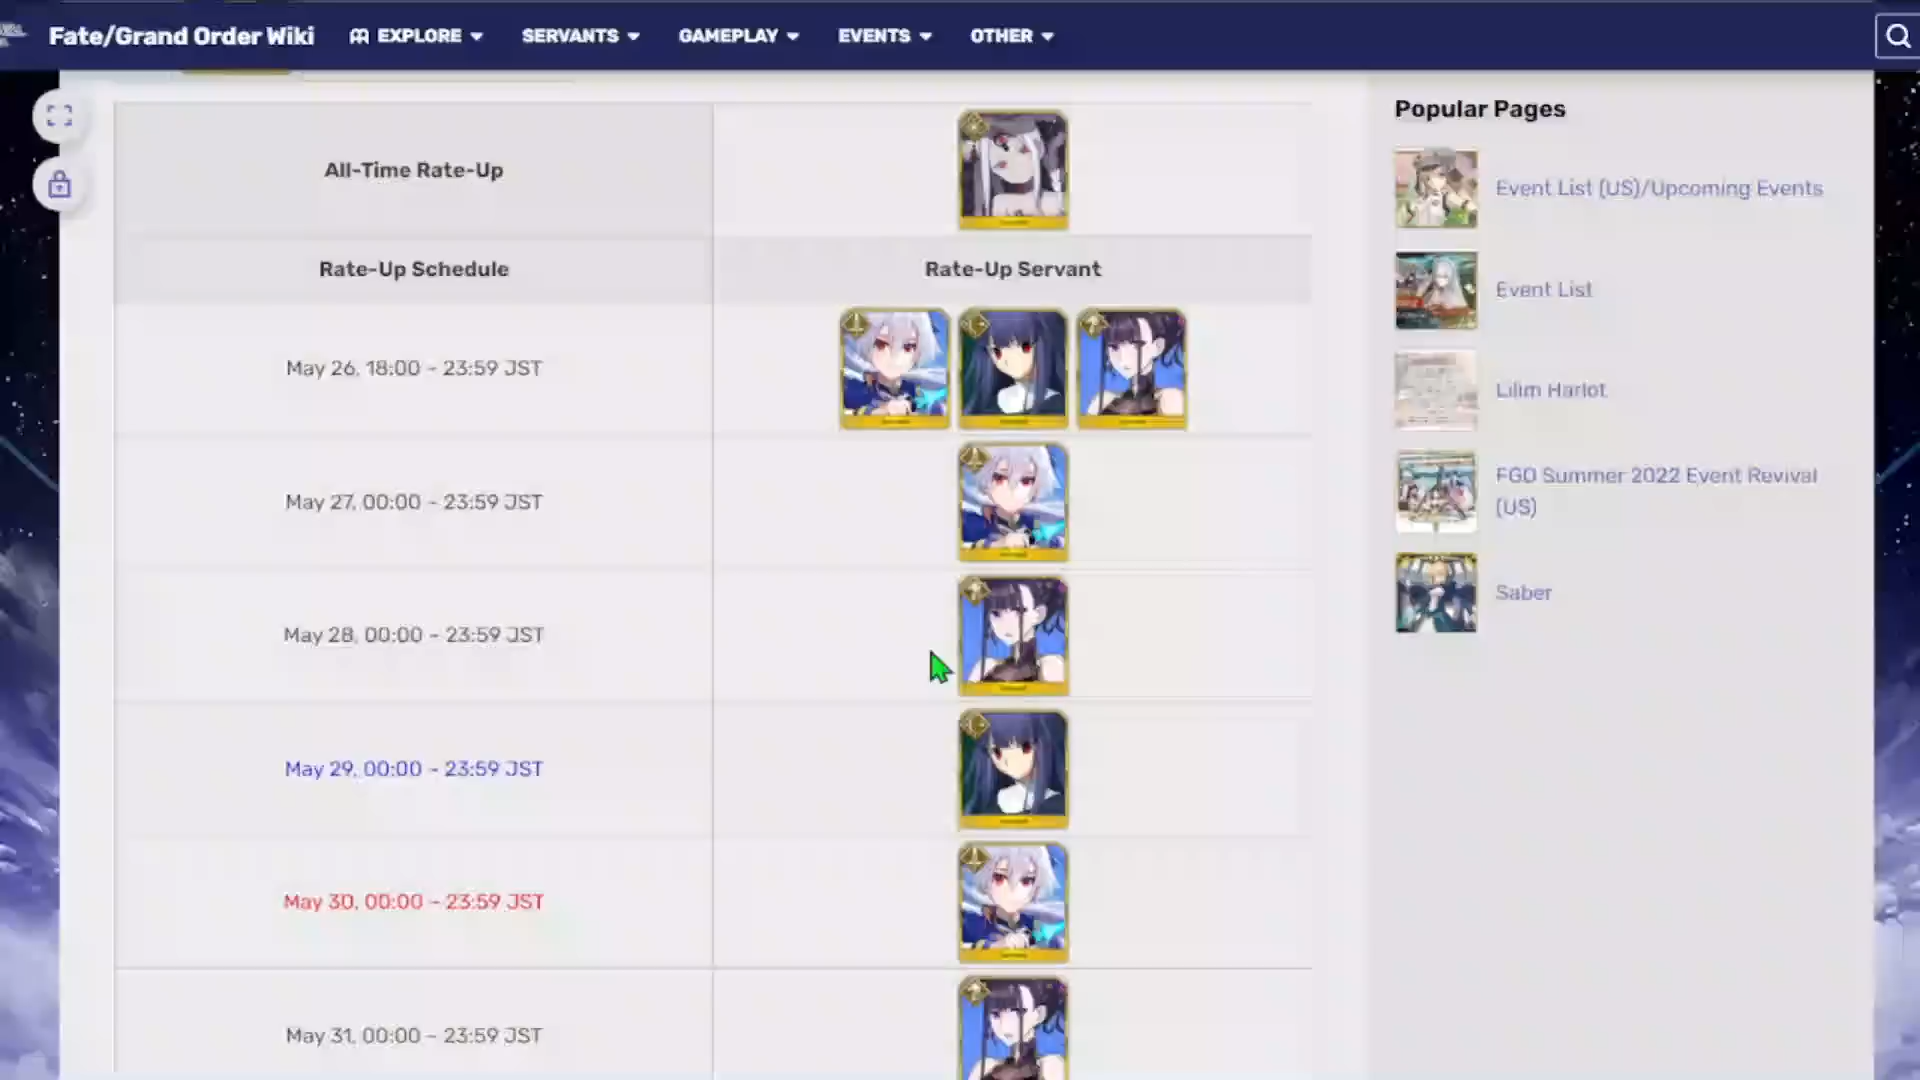 Fate/Grand Order Wiki
EXPLORE
SERVANTS
GAMEPLAY
EVENTS
OTHER
All-Time Rate-Up
Rate-Up Schedule
Rate-Up Servant
May 26, 18:00 - 23:59 JST
May 27, 00:00 - 23:59 JST
May 28, 00:00 - 23:59 JST
May 29, 00:00 - 23:59 JST
May 30, 00:00 - 23:59 JST
May 31, 00:00 - 23:59 JST
Popular Pages
Event List (US)/Upcoming Events
Event List
Lilim Harlot
FGO Summer 2022 Event Revival
(US)
Saber